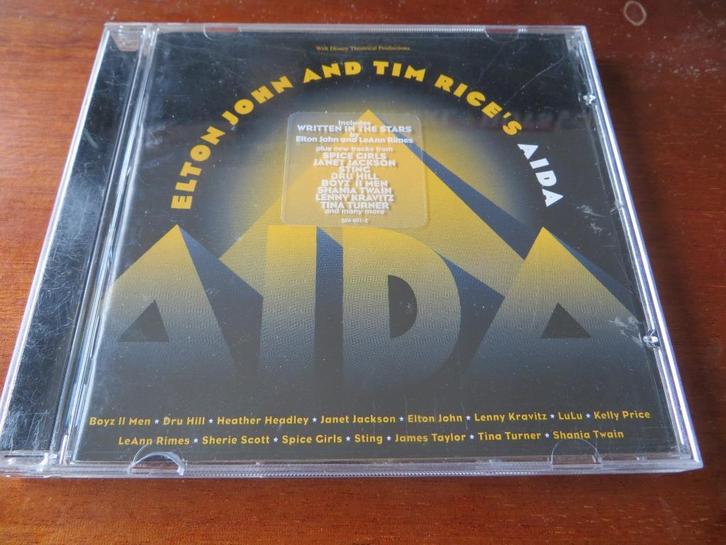 Walt Disney Theatrical Productions
ELTON JOHN AND TIM RICE'S AIDA
Includes
WRITTEN IN THE STARS
by
Elton John and LeAnn Rimes
plus new tracks from
SPICE GIRLS
JANET JACKSON
STING
DRU HILL
BOYZ II MEN
SHANIA TWAIN
LENNY KRAVITZ
TINA TURNER
and many more
AIDA
Boyz II Men ★ Dru Hill ★ Heather Headley ★ Janet Jackson ★ Elton John ★ Lenny Kravitz ★ LuLu ★ Kelly Price
LeAnn Rimes ★ Sherie Scott ★ Spice Girls ★ Sting ★ James Taylor ★ Tina Turner ★ Shania Twain